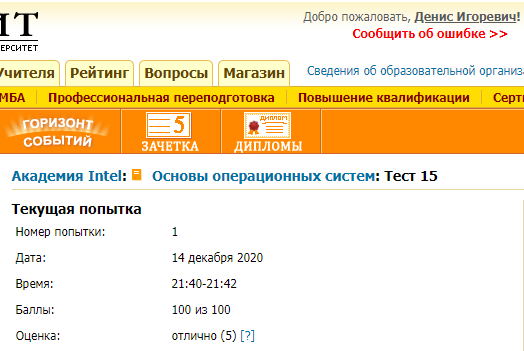 ИТ
ВЕРСИТЕТ
Добро пожаловать, Денис Игоревич!
Сообщить об ошибке >>
Учителя Рейтинг Вопросы Магазин Сведения об образовательной организа
МБА Профессиональная переподготовка Повышение квалификации Серти
ГОРИЗОНТ СОБЫТИЙ
5 ЗАЧЕТКА
ДИПЛОМ ДИПЛОМЫ
Академия Intel: Основы операционных систем: Тест 15
Текущая попытка
Номер попытки: 1
Дата: 14 декабря 2020
Время: 21:40-21:42
Баллы: 100 из 100
Оценка: отлично (5) [?]